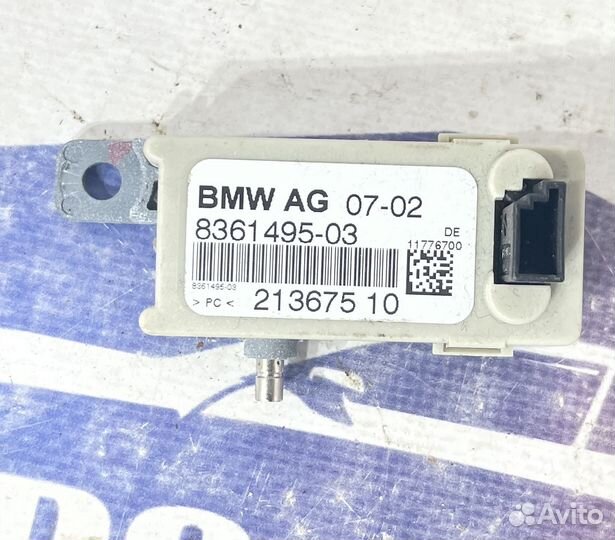 BMW AG 07-02
8361495-03
DE
11776700
8361495-03
> PC < 213675 10
Avito